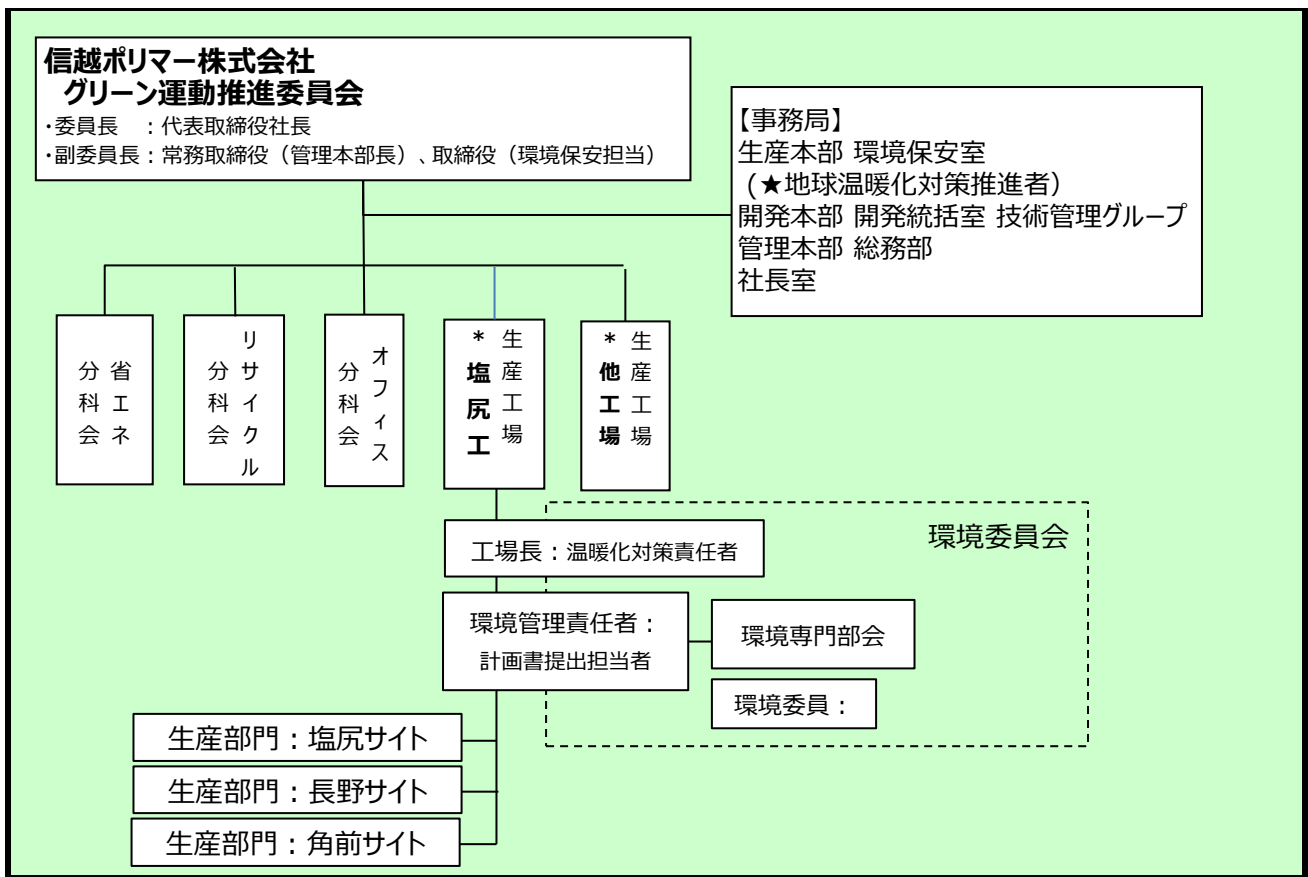 信越ポリマー株式会社
グリーン運動推進委員会
・委員長　：代表取締役社長
・副委員長：常務取締役（管理本部長）、取締役（環境保安担当）
【事務局】
生産本部 環境保安室
(★地球温暖化対策推進者）
開発本部 開発統括室 技術管理グループ
管理本部 総務部
社長室
省エネ
分科会
リサイクル
分科会
オフィス
分科会
生産工場
*塩尻工
生産工場
*他工場
環境委員会
工場長：温暖化対策責任者
環境管理責任者：
計画書提出担当者
環境専門部会
環境委員：
生産部門：塩尻サイト
生産部門：長野サイト
生産部門：角前サイト